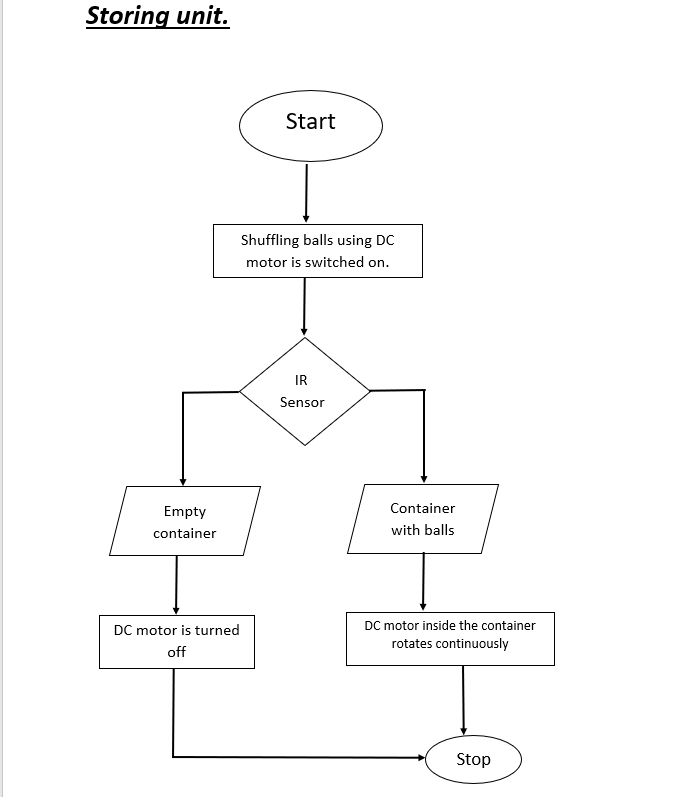 Storing unit.
Start
Shuffling balls using DC
motor is switched on.
IR
Sensor
Empty
container
Container
with balls
DC motor is turned
off
DC motor inside the container
rotates continuously
Stop